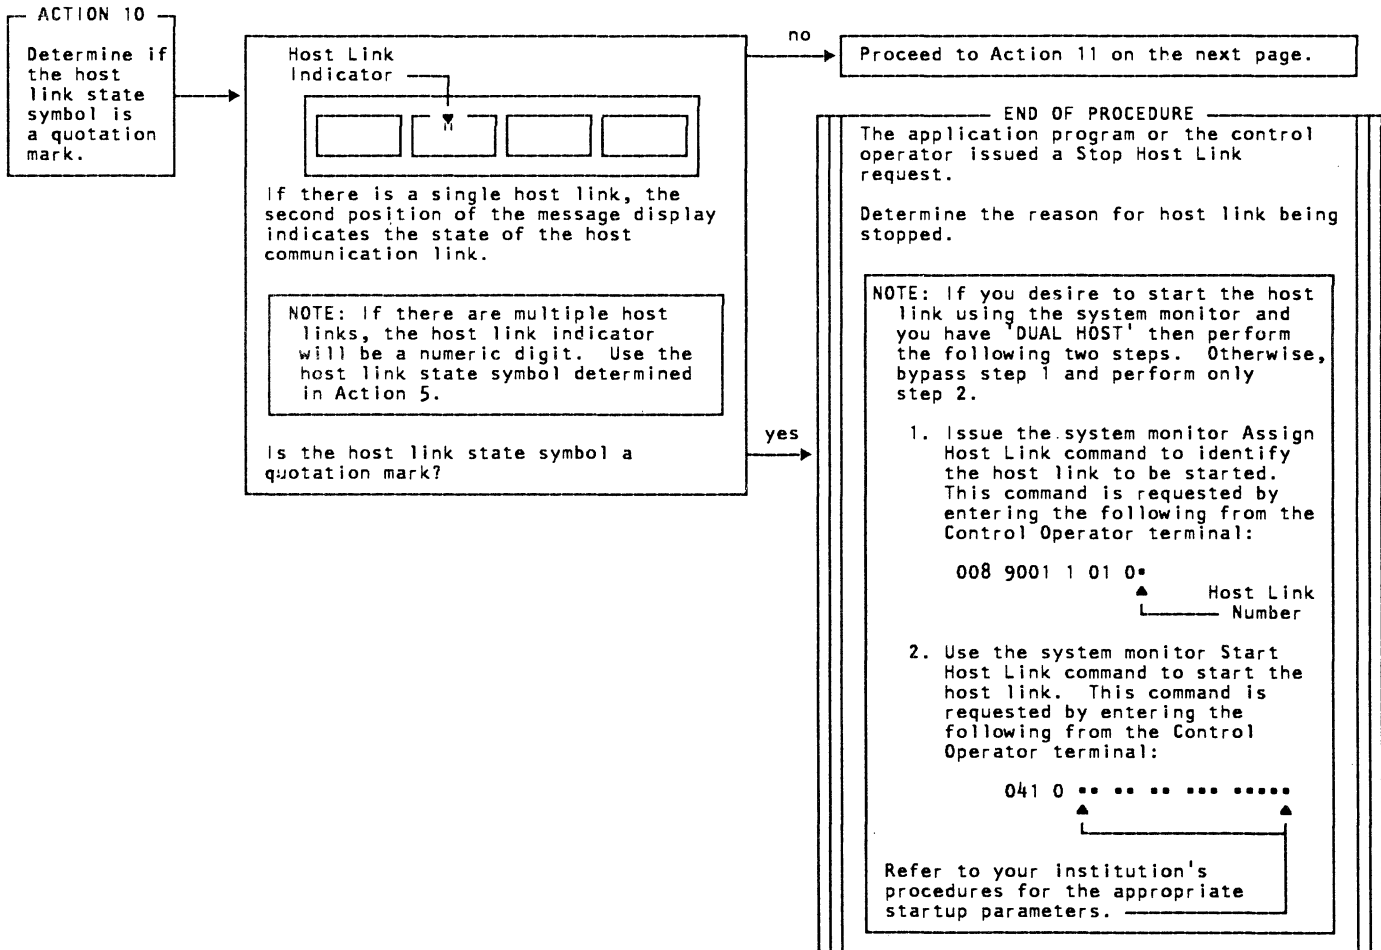 ACTION 10
Determine if
the host
link state
symbol is
a quotation
mark.
Host Link
Indicator
"
If there is a single host link, the
second position of the message display
indicates the state of the host
communication link.
NOTE: If there are multiple host
links, the host link indicator
will be a numeric digit. Use the
host link state symbol determined
in Action 5.
Is the host link state symbol a
quotation mark?
no
Proceed to Action 11 on the next page.
yes
END OF PROCEDURE
The application program or the control
operator issued a Stop Host Link
request.
Determine the reason for host link being
stopped.
NOTE: If you desire to start the host
link using the system monitor and
you have 'DUAL HOST' then perform
the following two steps. Otherwise,
bypass step 1 and perform only
step 2.
1. Issue the system monitor Assign
Host Link command to identify
the host link to be started.
This command is requested by
entering the following from the
Control Operator terminal:
008 9001 1 01 0▪
Host Link
Number
2. Use the system monitor Start
Host Link command to start the
host link. This command is
requested by entering the
following from the Control
Operator terminal:
041 0 ▪▪ ▪▪ ▪▪ ▪▪▪ ▪▪▪▪▪
Refer to your institution's
procedures for the appropriate
startup parameters.